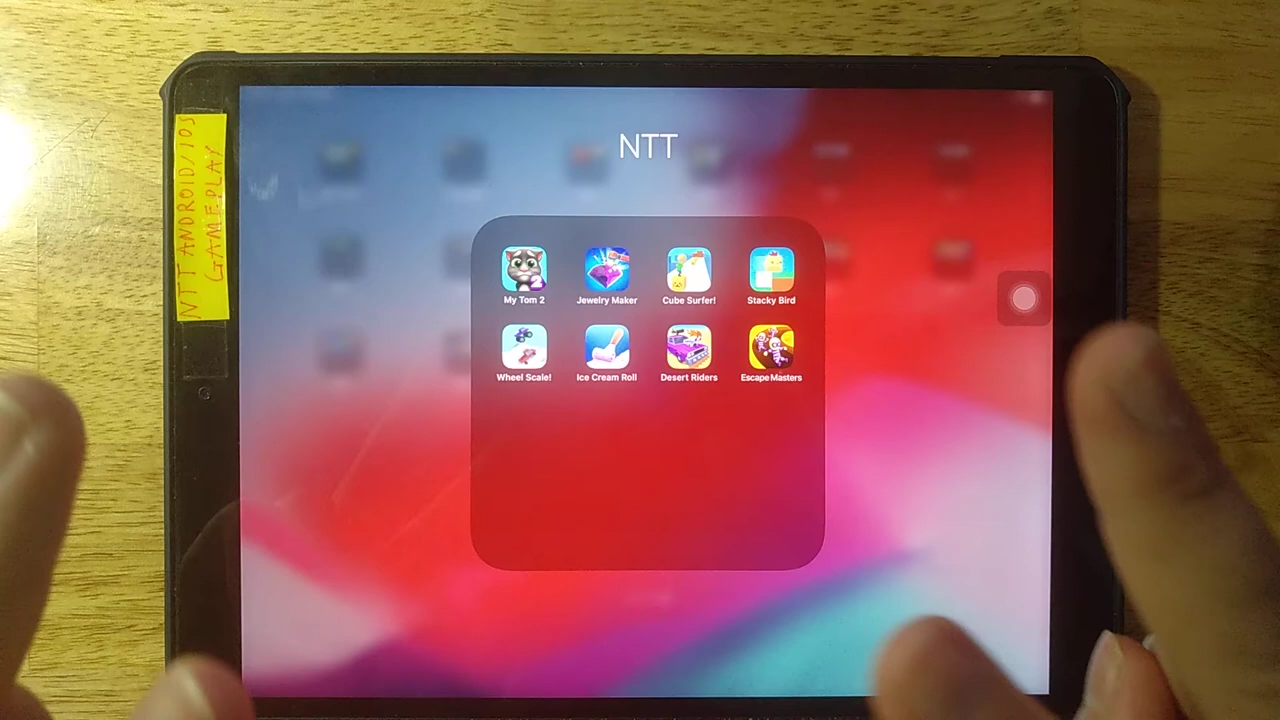 NTT ANDROID/IOS
GAMEPLAY
NTT
My Tom 2
Jewelry Maker
Cube Surfer!
Stacky Bird
Wheel Scale!
Ice Cream Roll
Desert Riders
Escape Masters